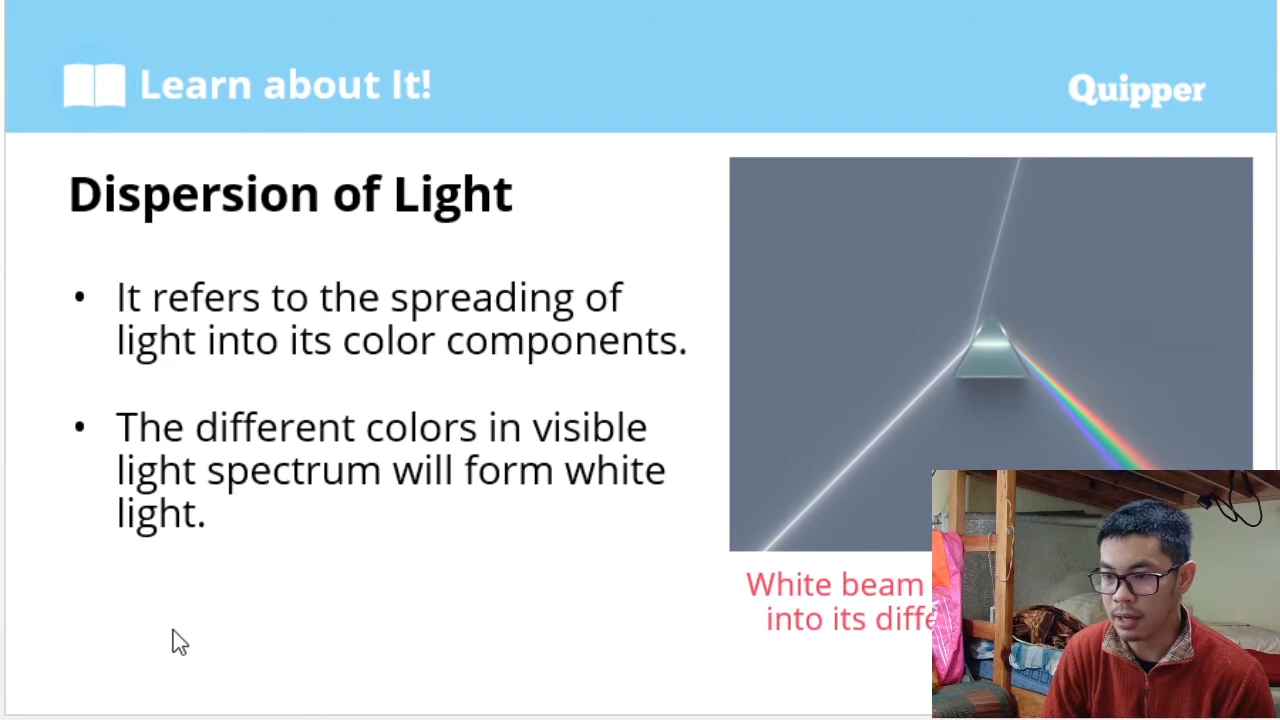 Learn about It!
Quipper
Dispersion of Light
• It refers to the spreading of
light into its color components.
• The different colors in visible
light spectrum will form white
light.
White beam
into its